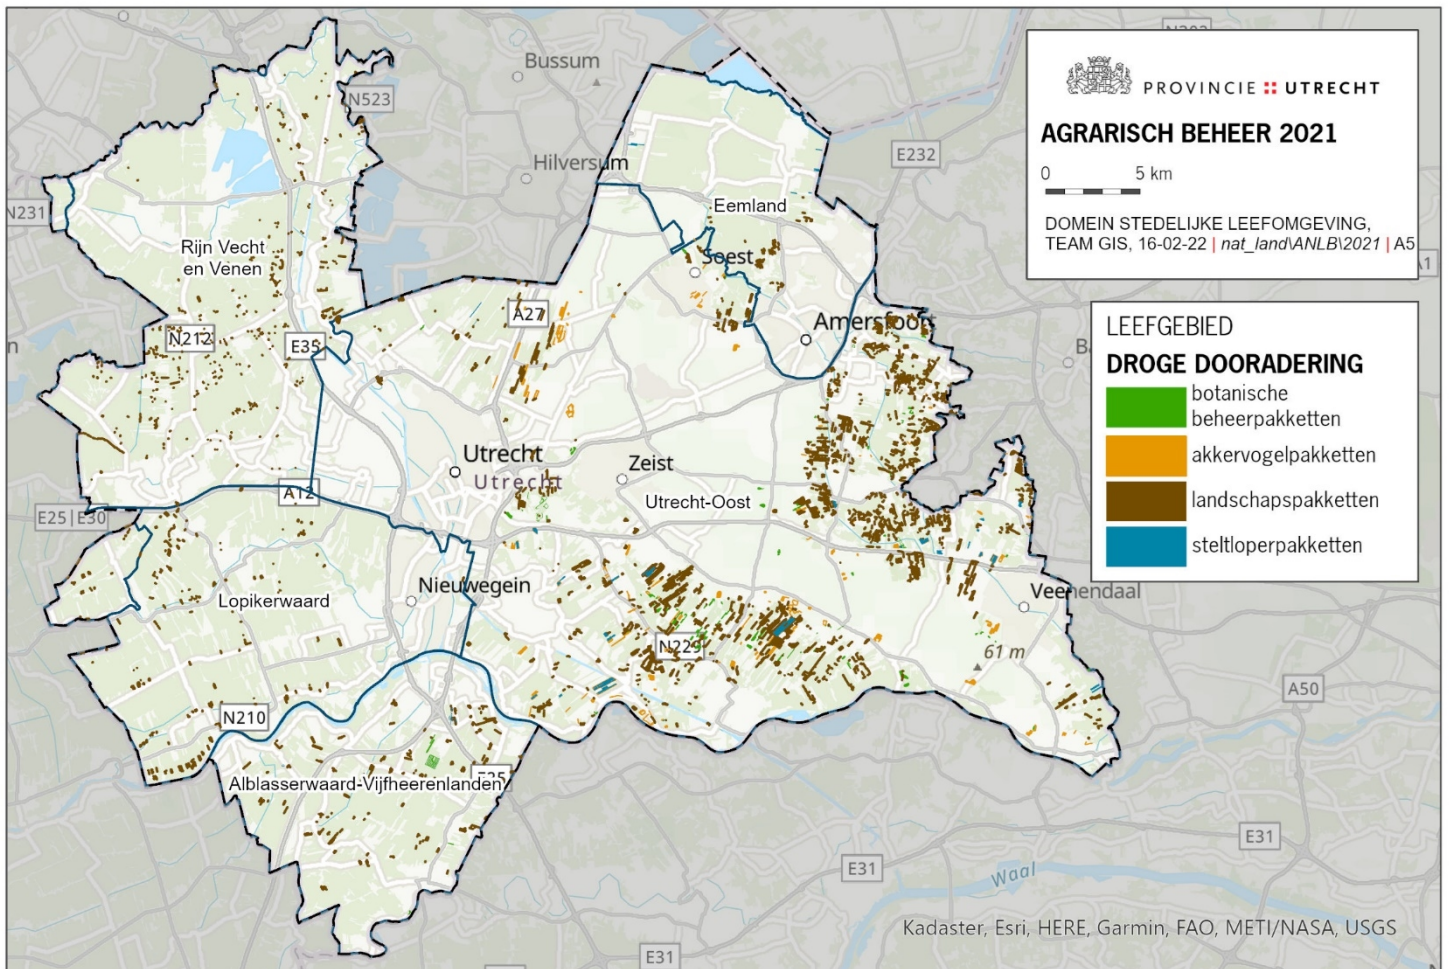 PROVINCIE :: UTRECHT
AGRARISCH BEHEER 2021
0 5 km
DOMEIN STEDELIJKE LEEFOMGEVING,
TEAM GIS, 16-02-22 | nat_land\ANLB\2021 | A5
LEEFGEBIED
DROGE DOORADERING
botanische
beheerpakketten
akkervogelpakketten
landschapspakketten
steltloperpakketten
Bussum
N523
Hilversum
E232
N231
Eemland
Rijn Vecht
en Venen
Soest
A27
Amersfoort
N212
E35
Utrecht
Utrecht
Zeist
A12
Utrecht-Oost
E25|E30
Nieuwegein
Lopikerwaard
Veenendaal
N229
61 m
A50
N210
Alblasserwaard-Vijfheerenlanden
E25
E31
E31
Waal
Kadaster, Esri, HERE, Garmin, FAO, METI/NASA, USGS
E31